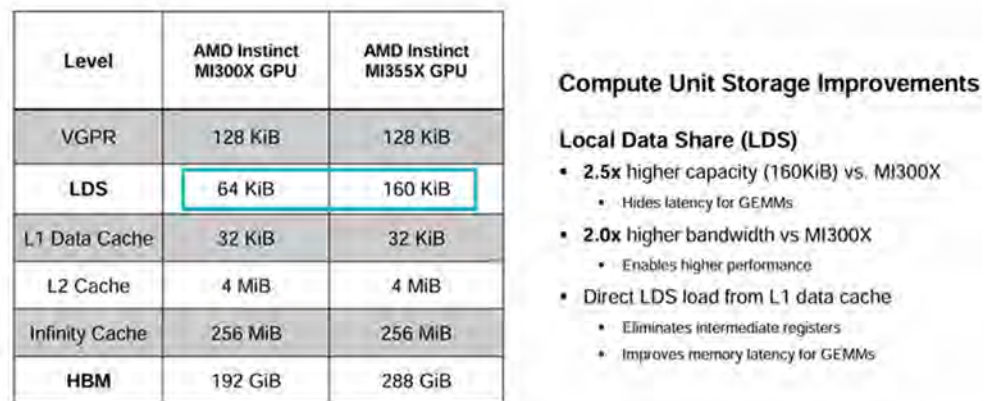 Level AMD Instinct MI300X GPU AMD Instinct MI355X GPU
VGPR 128 KiB 128 KiB
LDS 64 KiB 160 KiB
L1 Data Cache 32 KiB 32 KiB
L2 Cache 4 MiB 4 MiB
Infinity Cache 256 MiB 256 MiB
HBM 192 GiB 288 GiB
Compute Unit Storage Improvements
Local Data Share (LDS)
• 2.5x higher capacity (160KiB) vs. MI300X
• Hides latency for GEMMs
• 2.0x higher bandwidth vs MI300X
• Enables higher performance
• Direct LDS load from L1 data cache
• Eliminates intermediate registers
• Improves memory latency for GEMMs